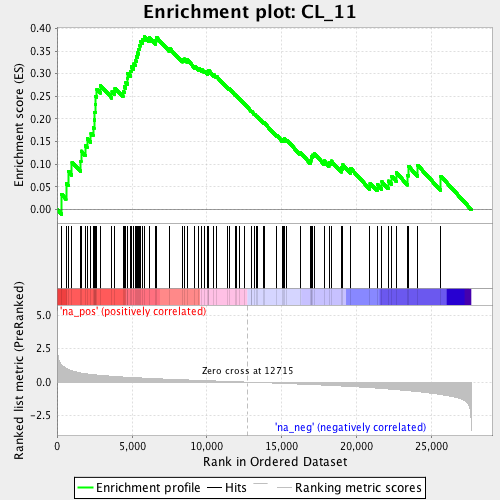 Enrichment plot: CL_11
Enrichment score (ES)
0.40
0.35
0.30
0.25
0.20
0.15
0.10
0.05
0.00
'na_pos' (positively correlated)
Ranked list metric (PreRanked)
5.0
2.5
0.0
-2.5
Zero cross at 12715
'na_neg' (negatively correlated)
0
5,000
10,000
15,000
20,000
25,000
Rank in Ordered Dataset
Enrichment profile
Hits
Ranking metric scores